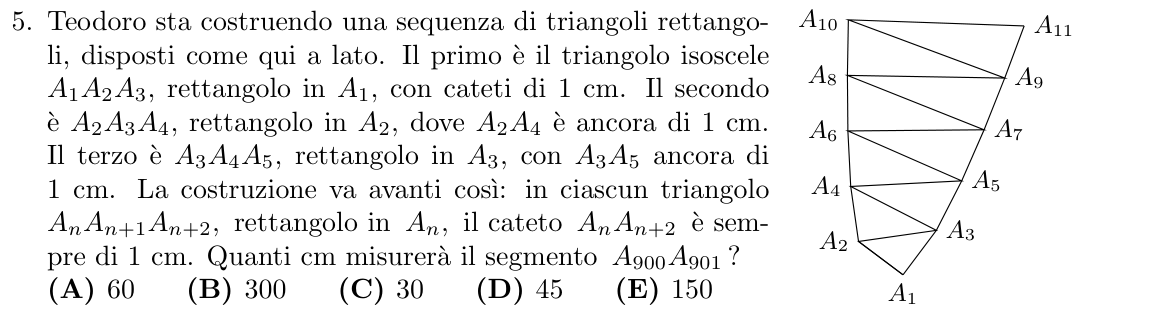 5. Teodoro sta costruendo una sequenza di triangoli rettango-
li, disposti come qui a lato. Il primo è il triangolo isoscele
A₁A₂A₃, rettangolo in A₁, con cateti di 1 cm. Il secondo
è A₂A₃A₄, rettangolo in A₂, dove A₂A₄ è ancora di 1 cm.
Il terzo è A₃A₄A₅, rettangolo in A₃, con A₃A₅ ancora di
1 cm. La costruzione va avanti così: in ciascun triangolo
AₙAₙ₊₁Aₙ₊₂, rettangolo in Aₙ, il cateto AₙAₙ₊₂ è sem-
pre di 1 cm. Quanti cm misurerà il segmento A₉₀₀A₉₀₁ ?
(A) 60 (B) 300 (C) 30 (D) 45 (E) 150
A₁₀
A₁₁
A₈
A₉
A₆
A₇
A₄
A₅
A₂
A₃
A₁